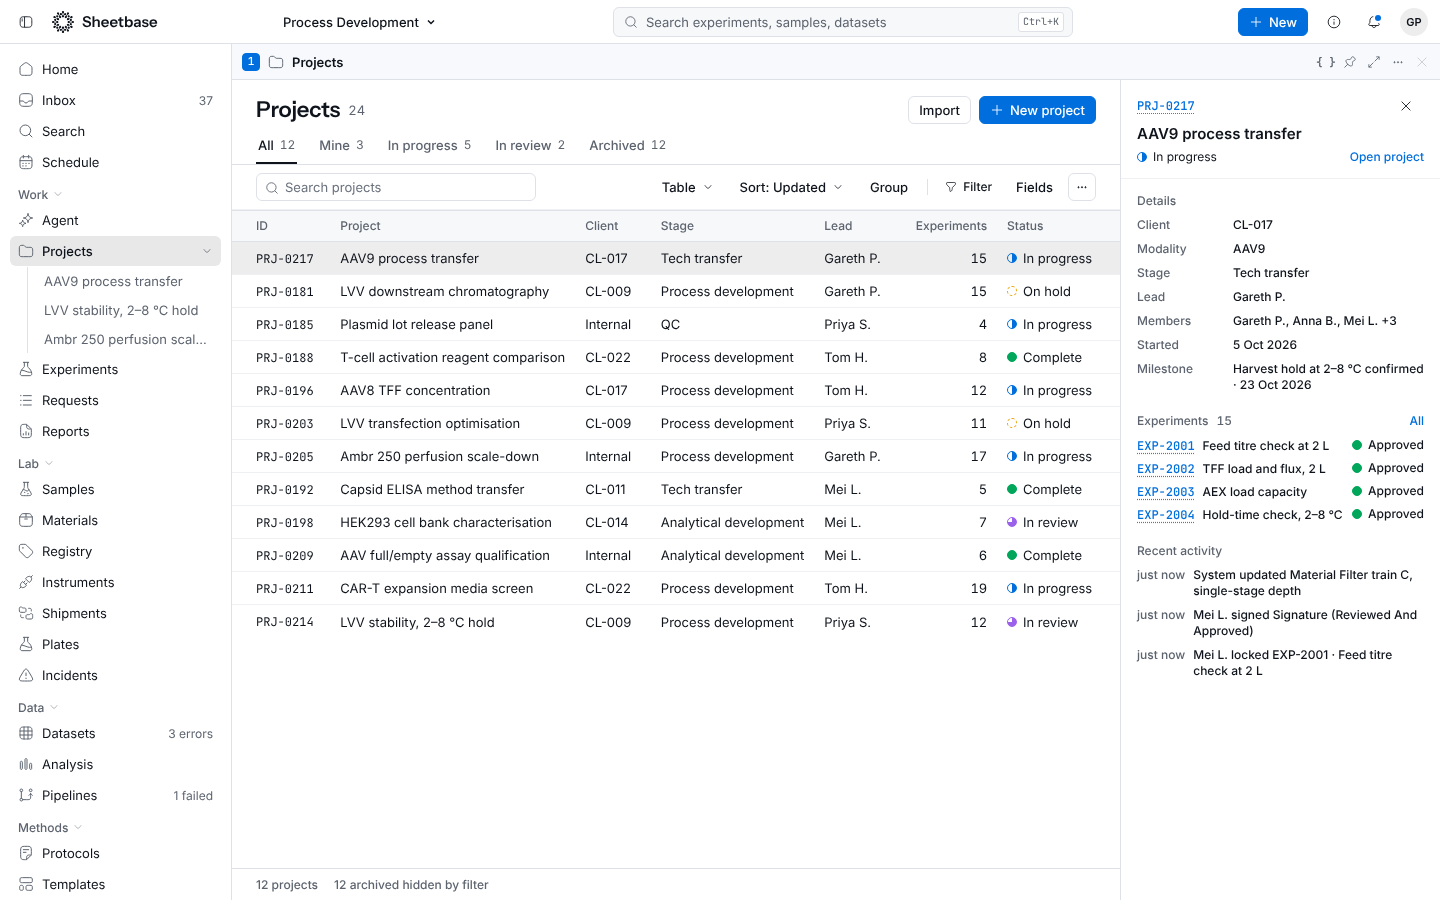 Sheetbase
Process Development
Search experiments, samples, datasets
Ctrl+K
New
GP
Home
Inbox 37
Search
Schedule
Work
Agent
Projects
AAV9 process transfer
LVV stability, 2–8 °C hold
Ambr 250 perfusion scal...
Experiments
Requests
Reports
Lab
Samples
Materials
Registry
Instruments
Shipments
Plates
Incidents
Data
Datasets 3 errors
Analysis
Pipelines 1 failed
Methods
Protocols
Templates
1 Projects
{ }
Projects 24
Import
New project
All 12 Mine 3 In progress 5 In review 2 Archived 12
Search projects
Table Sort: Updated Group Filter Fields
ID Project Client Stage Lead Experiments Status
PRJ-0217 AAV9 process transfer CL-017 Tech transfer Gareth P. 15 In progress
PRJ-0181 LVV downstream chromatography CL-009 Process development Gareth P. 15 On hold
PRJ-0185 Plasmid lot release panel Internal QC Priya S. 4 In progress
PRJ-0188 T-cell activation reagent comparison CL-022 Process development Tom H. 8 Complete
PRJ-0196 AAV8 TFF concentration CL-017 Process development Tom H. 12 In progress
PRJ-0203 LVV transfection optimisation CL-009 Process development Priya S. 11 On hold
PRJ-0205 Ambr 250 perfusion scale-down Internal Process development Gareth P. 17 In progress
PRJ-0192 Capsid ELISA method transfer CL-011 Tech transfer Mei L. 5 Complete
PRJ-0198 HEK293 cell bank characterisation CL-014 Analytical development Mei L. 7 In review
PRJ-0209 AAV full/empty assay qualification Internal Analytical development Mei L. 6 Complete
PRJ-0211 CAR-T expansion media screen CL-022 Process development Tom H. 19 In progress
PRJ-0214 LVV stability, 2–8 °C hold CL-009 Process development Priya S. 12 In review
12 projects 12 archived hidden by filter
PRJ-0217
AAV9 process transfer
In progress Open project
Details
Client CL-017
Modality AAV9
Stage Tech transfer
Lead Gareth P.
Members Gareth P., Anna B., Mei L. +3
Started 5 Oct 2026
Milestone Harvest hold at 2–8 °C confirmed
· 23 Oct 2026
Experiments 15 All
EXP-2001 Feed titre check at 2 L Approved
EXP-2002 TFF load and flux, 2 L Approved
EXP-2003 AEX load capacity Approved
EXP-2004 Hold-time check, 2–8 °C Approved
Recent activity
just now System updated Material Filter train C,
single-stage depth
just now Mei L. signed Signature (Reviewed And
Approved)
just now Mei L. locked EXP-2001 · Feed titre
check at 2 L